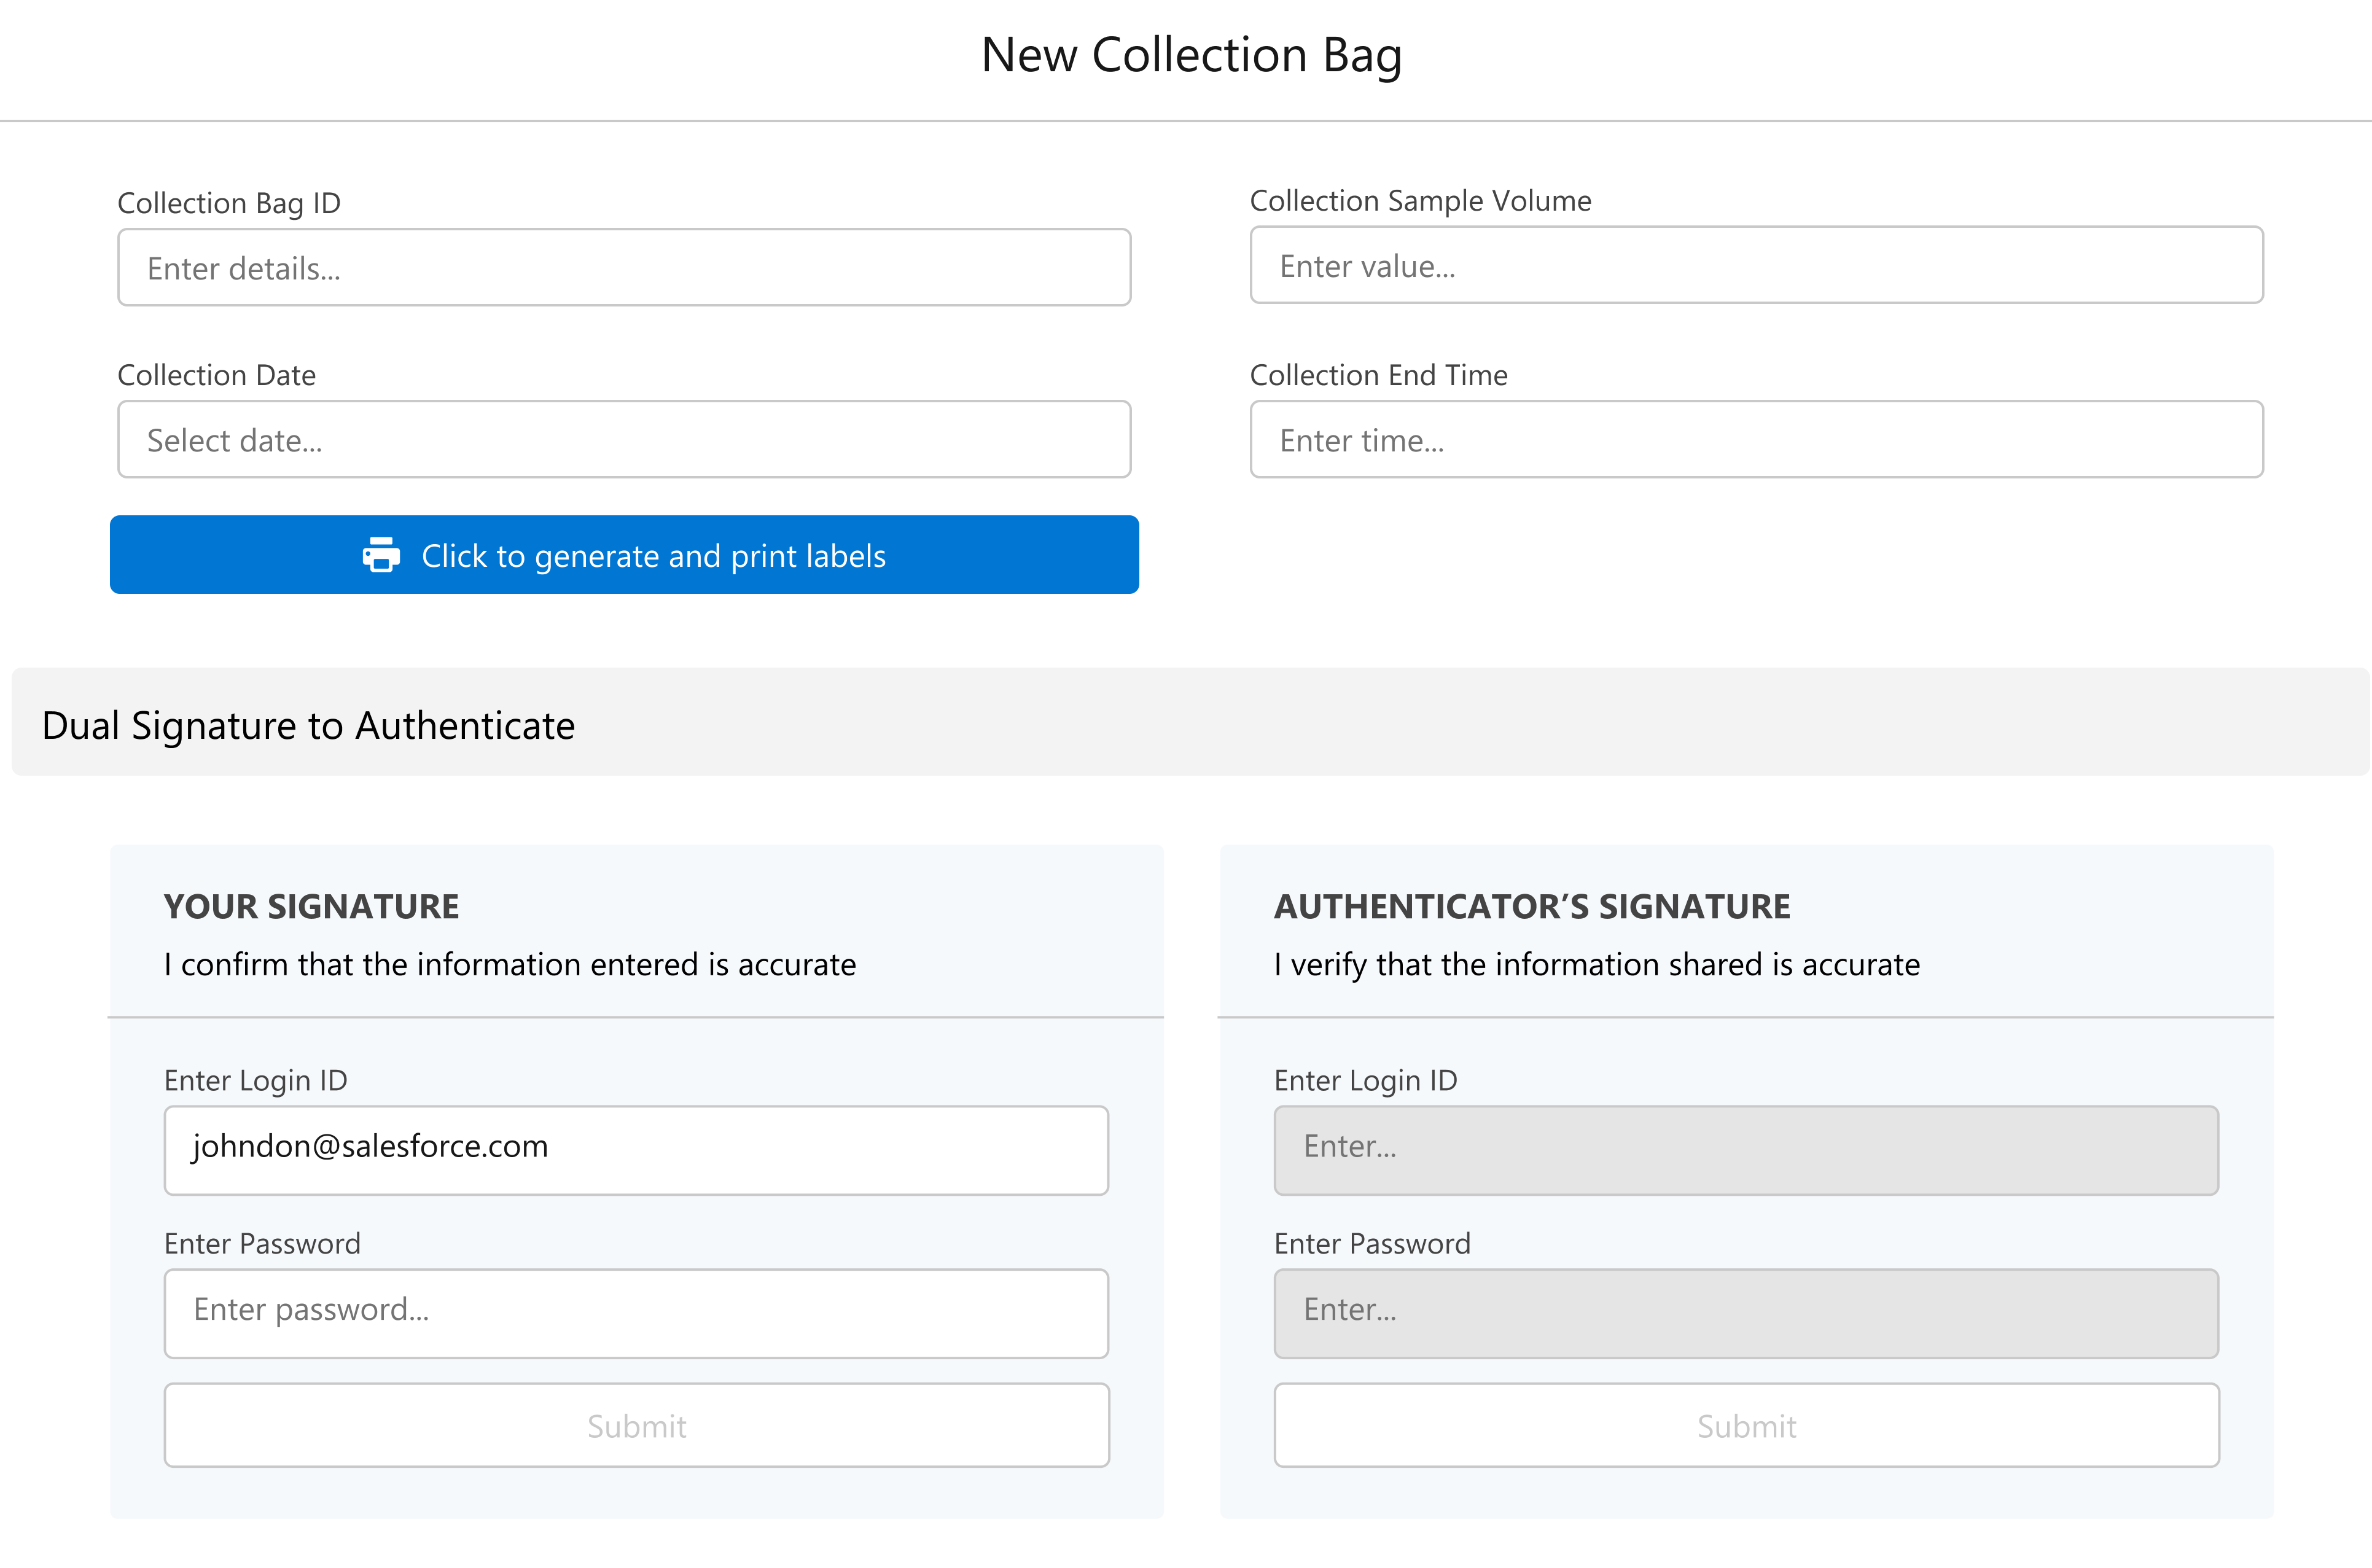 New Collection Bag
Collection Bag ID
Enter details...
Collection Sample Volume
Enter value...
Collection Date
Select date...
Collection End Time
Enter time...
Click to generate and print labels
Dual Signature to Authenticate
YOUR SIGNATURE
I confirm that the information entered is accurate
Enter Login ID
johndon@salesforce.com
Enter Password
Enter password...
Submit
AUTHENTICATOR’S SIGNATURE
I verify that the information shared is accurate
Enter Login ID
Enter...
Enter Password
Enter...
Submit